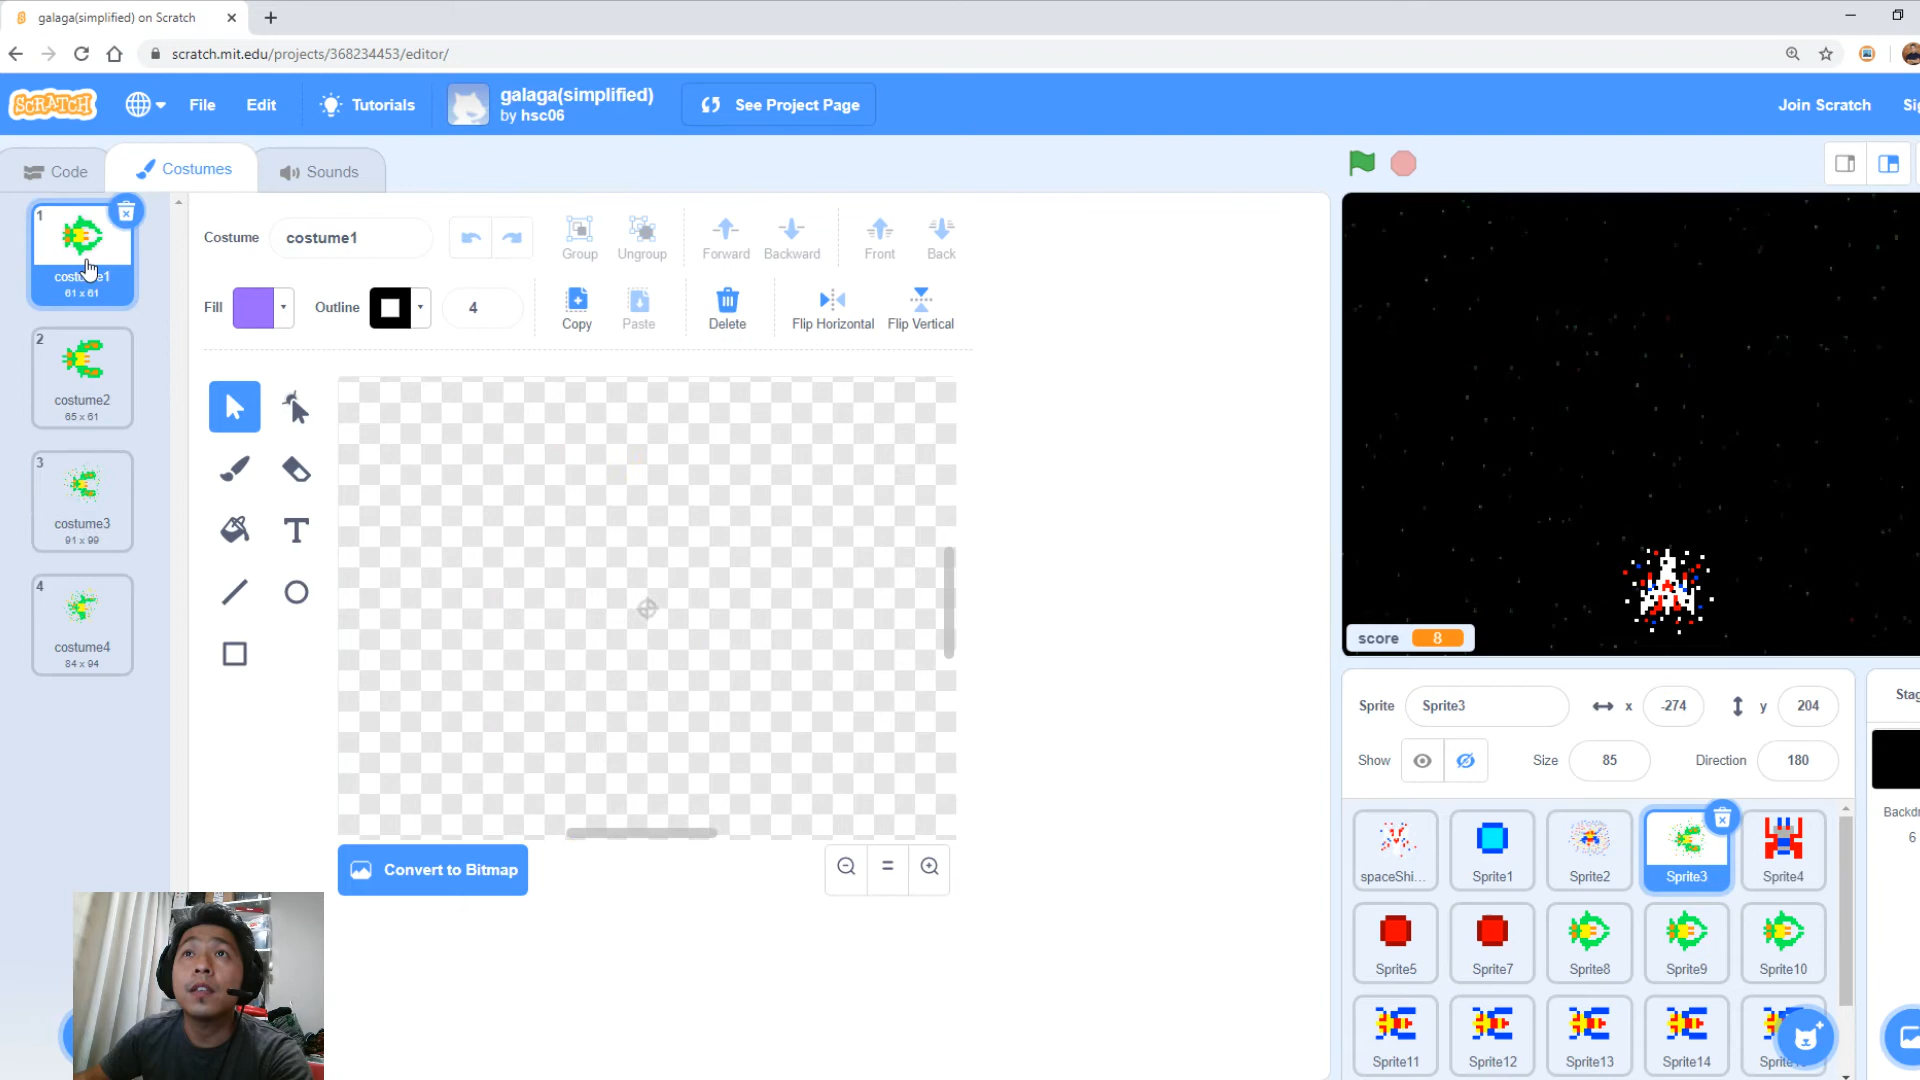 galaga(simplified) on Scratch
scratch.mit.edu/projects/368234453/editor/
SCRATCH
File
Edit
Tutorials
galaga(simplified)
by hsc06
See Project Page
Join Scratch
Code
Costumes
Sounds
1
costume1
61 x 61
2
costume2
65 x 61
3
costume3
91 x 99
4
costume4
84 x 94
Costume
costume1
Group
Ungroup
Forward
Backward
Front
Back
Fill
Outline
4
Copy
Paste
Delete
Flip Horizontal
Flip Vertical
T
Convert to Bitmap
score 8
Sprite
Sprite3
x
-274
y
204
Show
Size
85
Direction
180
Stag
Backdr
6
spaceShi...
Sprite1
Sprite2
Sprite3
Sprite4
Sprite5
Sprite7
Sprite8
Sprite9
Sprite10
Sprite11
Sprite12
Sprite13
Sprite14